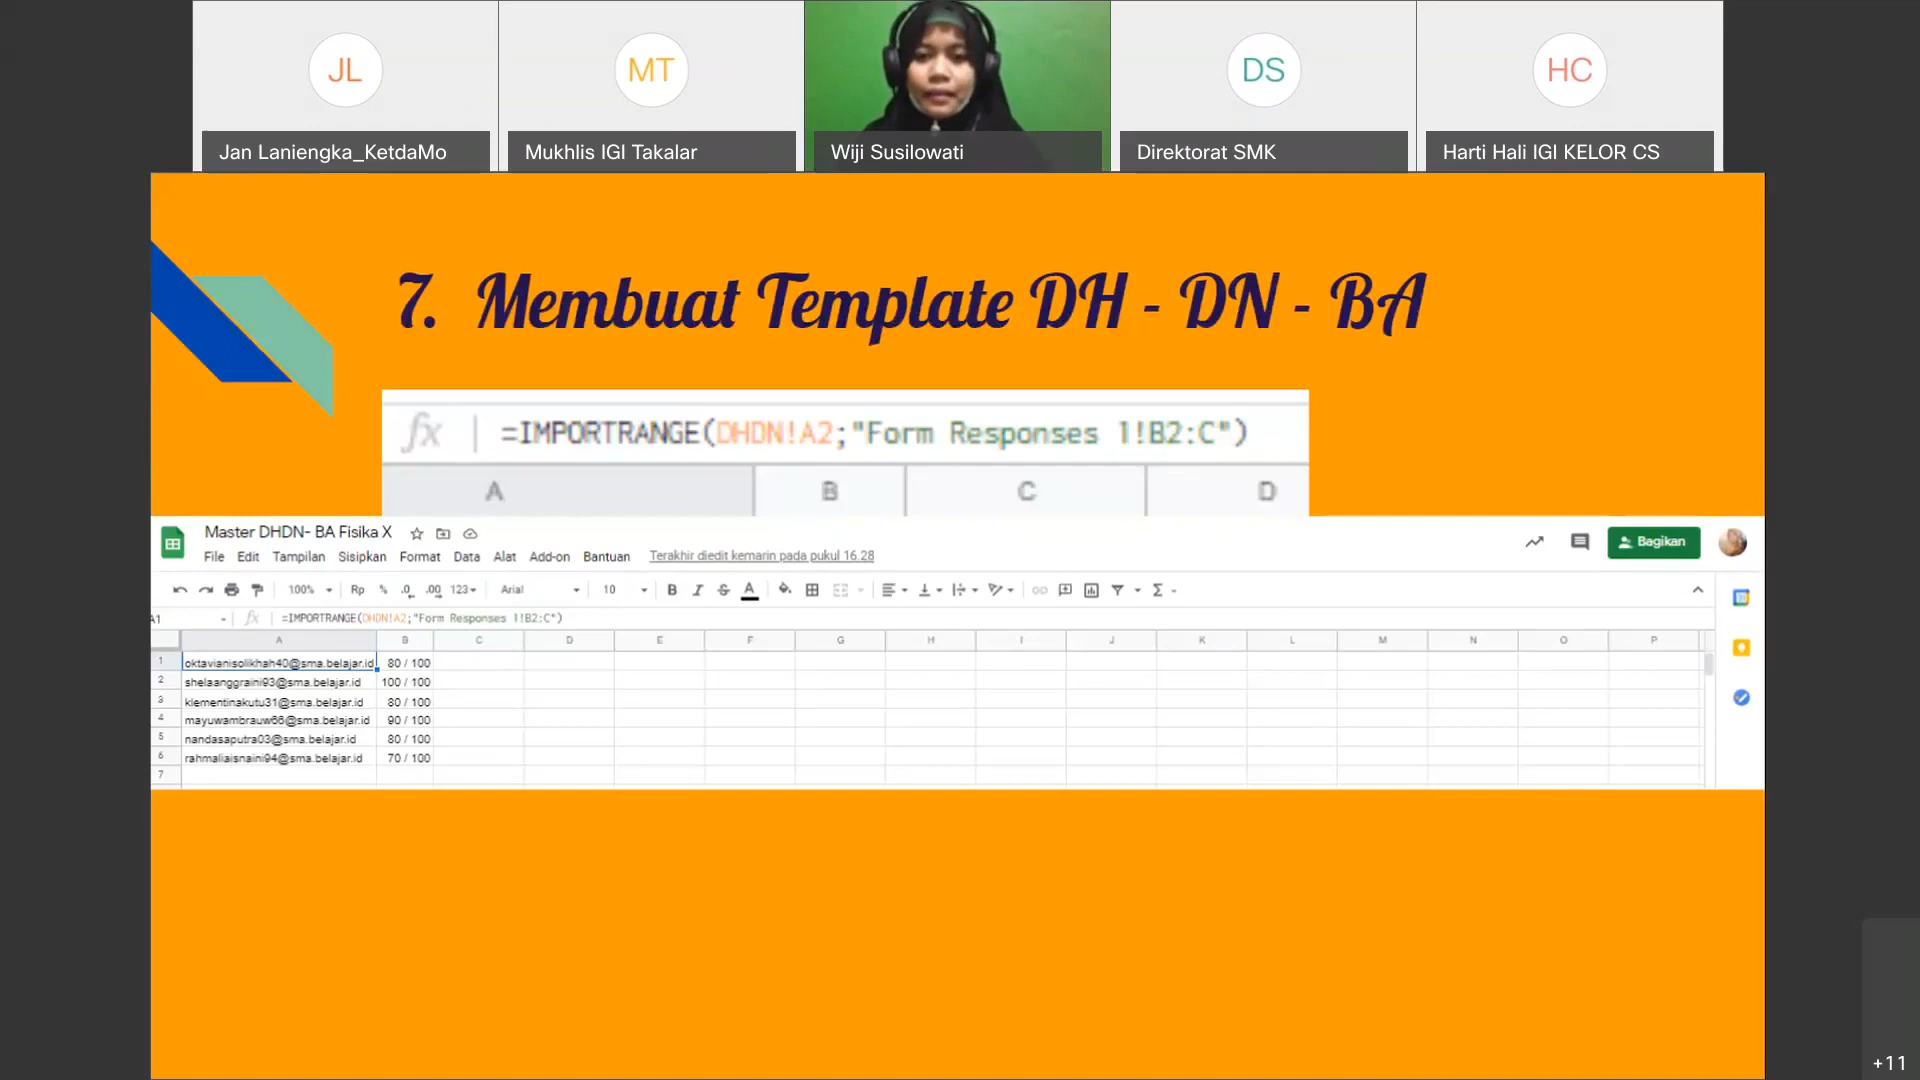 JL
MT
DS
HC
Jan Laniengka_KetdaMo
Mukhlis IGI Takalar
Wiji Susilowati
Direktorat SMK
Harti Hali IGI KELOR CS
7. Membuat Template DH - DN - BA
fx =IMPORTRANGE(DHDN!A2;"Form Responses 1!B2:C")
A B C D
Master DHDN- BA Fisika X
File Edit Tampilan Sisipkan Format Data Alat Add-on Bantuan Terakhir diedit kemarin pada pukul 16.28
Bagikan
100% Rp % .0 .00 123 Arial 10 B I S A Σ
A1 fx =IMPORTRANGE(DHDN!A2;"Form Responses 1!B2:C")
A B C D E F G H I J K L M N O P
1 oktavianisolikhah40@sma.belajar.id 80 / 100
2 shelaanggraini93@sma.belajar.id 100 / 100
3 klementinakutu31@sma.belajar.id 80 / 100
4 mayuwambrauw66@sma.belajar.id 90 / 100
5 nandasaputra03@sma.belajar.id 80 / 100
6 rahmaliaisnaini94@sma.belajar.id 70 / 100
7
+11